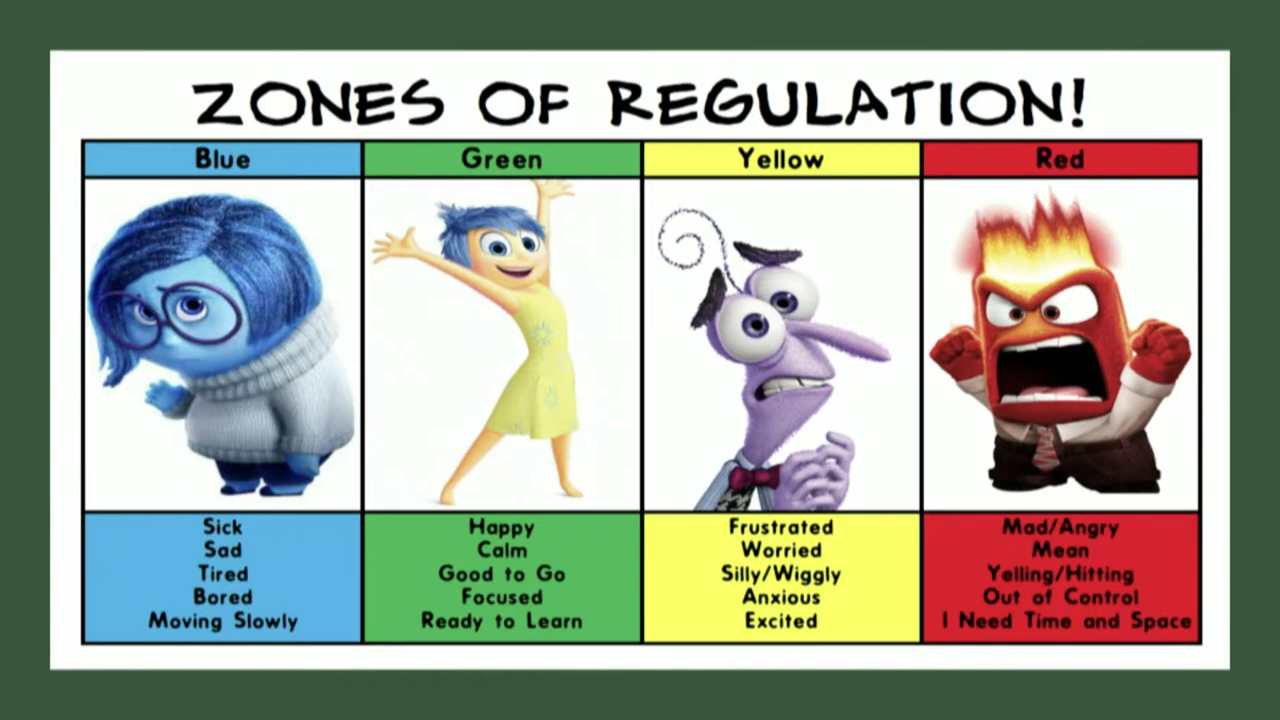 ZONES OF REGULATION!
Blue
Green
Yellow
Red
Sick
Sad
Tired
Bored
Moving Slowly
Happy
Calm
Good to Go
Focused
Ready to Learn
Frustrated
Worried
Silly/Wiggly
Anxious
Excited
Mad/Angry
Mean
Yelling/Hitting
Out of Control
I Need Time and Space